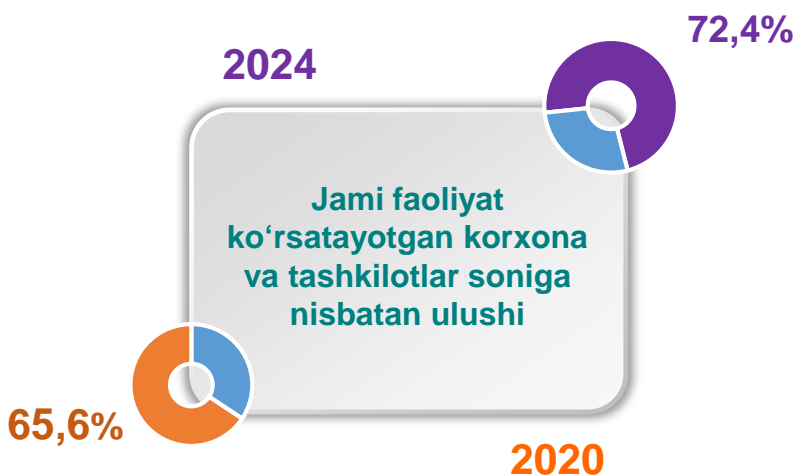 72,4%
2024
Jami faoliyat
ko‘rsatayotgan korxona
va tashkilotlar soniga
nisbatan ulushi
65,6%
2020